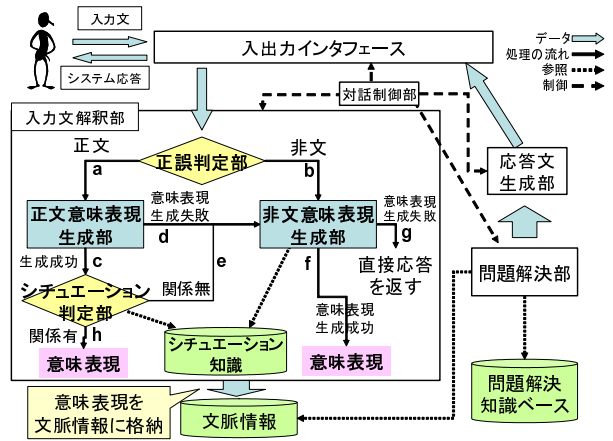 入力文
システム応答
入出力インタフェース
データ
処理の流れ
参照
制御
対話制御部
入力文解釈部
正文
非文
正誤判定部
a
b
応答文
生成部
正文意味表現
生成部
意味表現
生成失敗
d
非文意味表現
生成部
意味表現
生成失敗
g
生成成功
c
e
f
直接応答
を返す
問題解決部
シチュエーション
判定部
関係無
意味表現
生成成功
関係有
h
意味表現
シチュエーション
知識
意味表現
問題解決
知識ベース
意味表現を
文脈情報に格納
文脈情報